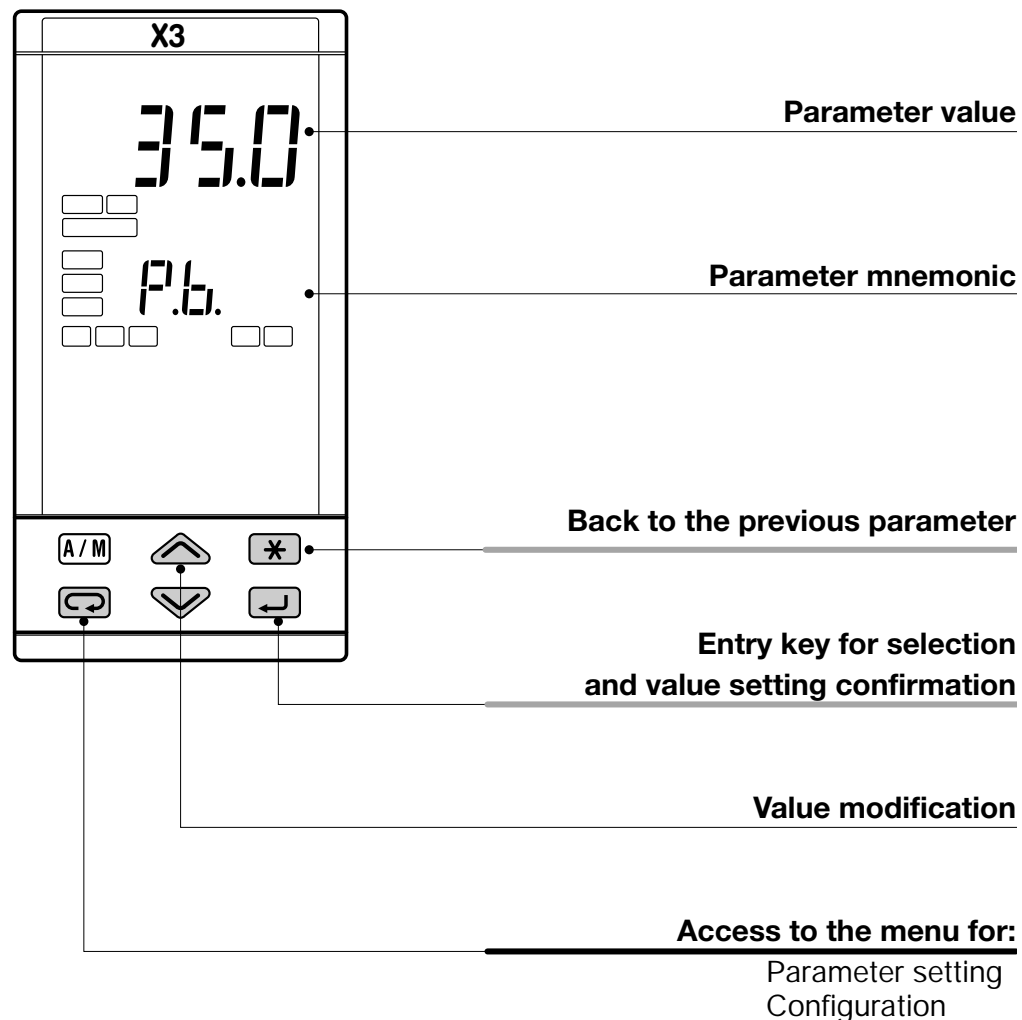 X3
35.0
Parameter value
P.b.
Parameter mnemonic
Back to the previous parameter
A/M
Entry key for selection
and value setting confirmation
Value modification
Access to the menu for:
Parameter setting
Configuration